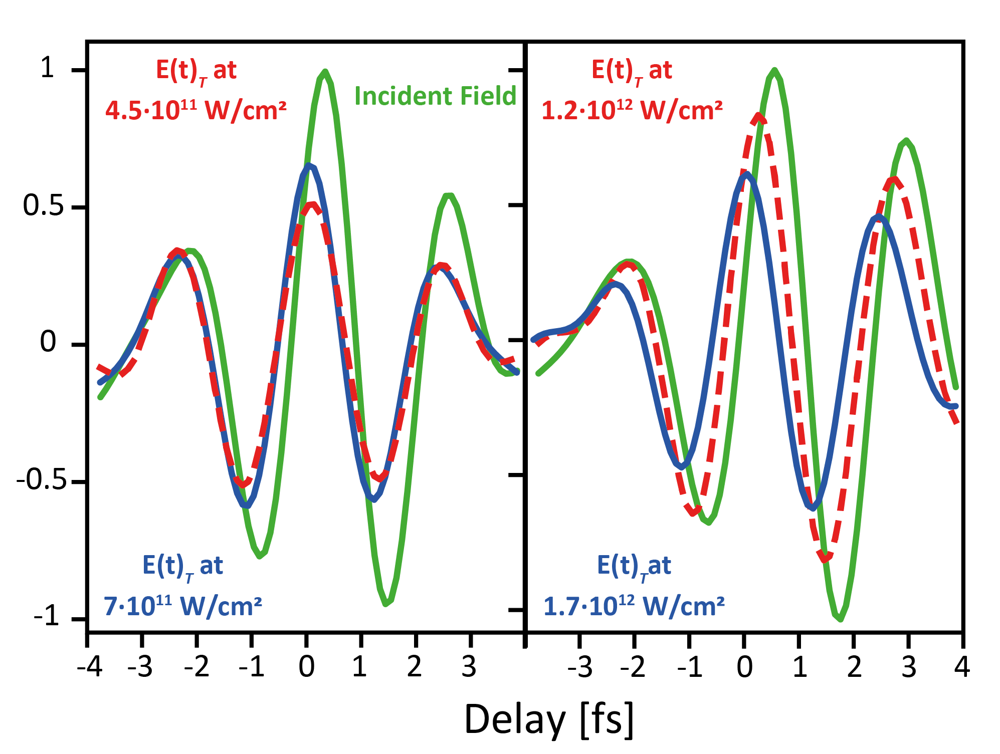 E(t)T at
4.5·10¹¹ W/cm²
Incident Field
E(t)T at
1.2·10¹² W/cm²
1
0.5
0
-0.5
-1
E(t)T at
7·10¹¹ W/cm²
E(t)Tat
1.7·10¹² W/cm²
-4 -3 -2 -1 0 1 2 3
-3 -2 -1 0 1 2 3 4
Delay [fs]